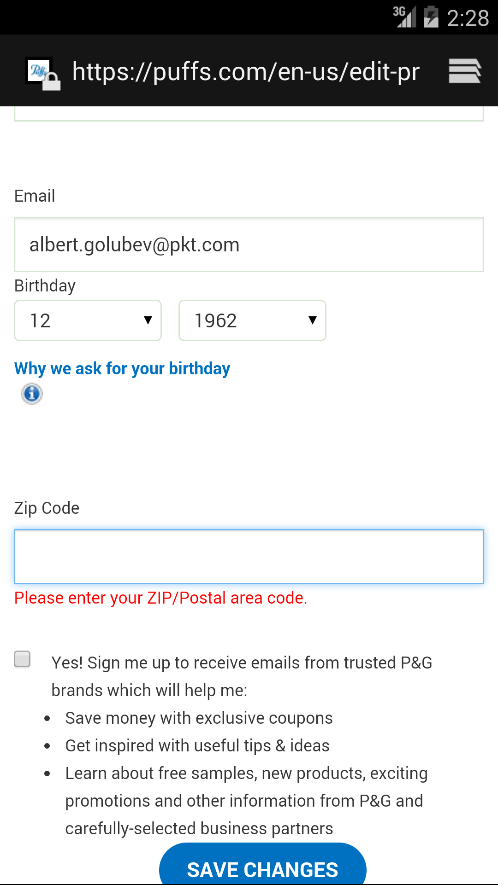 3G 2:28
Puffs https://puffs.com/en-us/edit-pr
Email
albert.golubev@pkt.com
Birthday
12 1962
Why we ask for your birthday
Zip Code
Please enter your ZIP/Postal area code.
Yes! Sign me up to receive emails from trusted P&G
brands which will help me:
• Save money with exclusive coupons
• Get inspired with useful tips & ideas
• Learn about free samples, new products, exciting
promotions and other information from P&G and
carefully-selected business partners
SAVE CHANGES